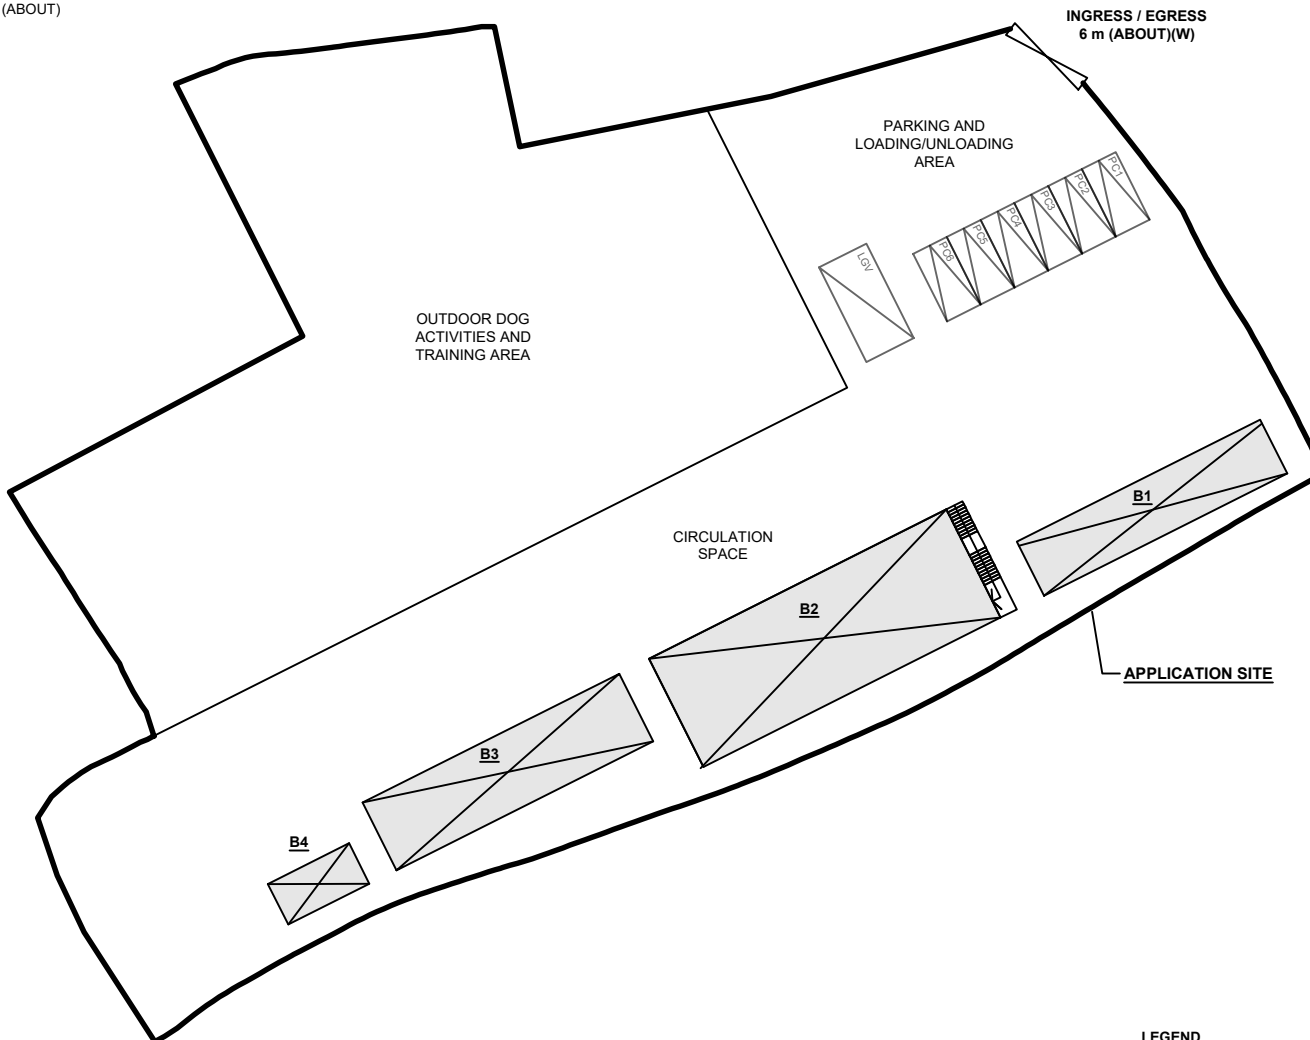 (ABOUT)
INGRESS / EGRESS
6 m (ABOUT)(W)
PARKING AND
LOADING/UNLOADING
AREA
PC1
PC2
PC3
PC4
PC5
PC6
LGV
OUTDOOR DOG
ACTIVITIES AND
TRAINING AREA
B1
CIRCULATION
SPACE
B2
APPLICATION SITE
B3
B4
LEGEND